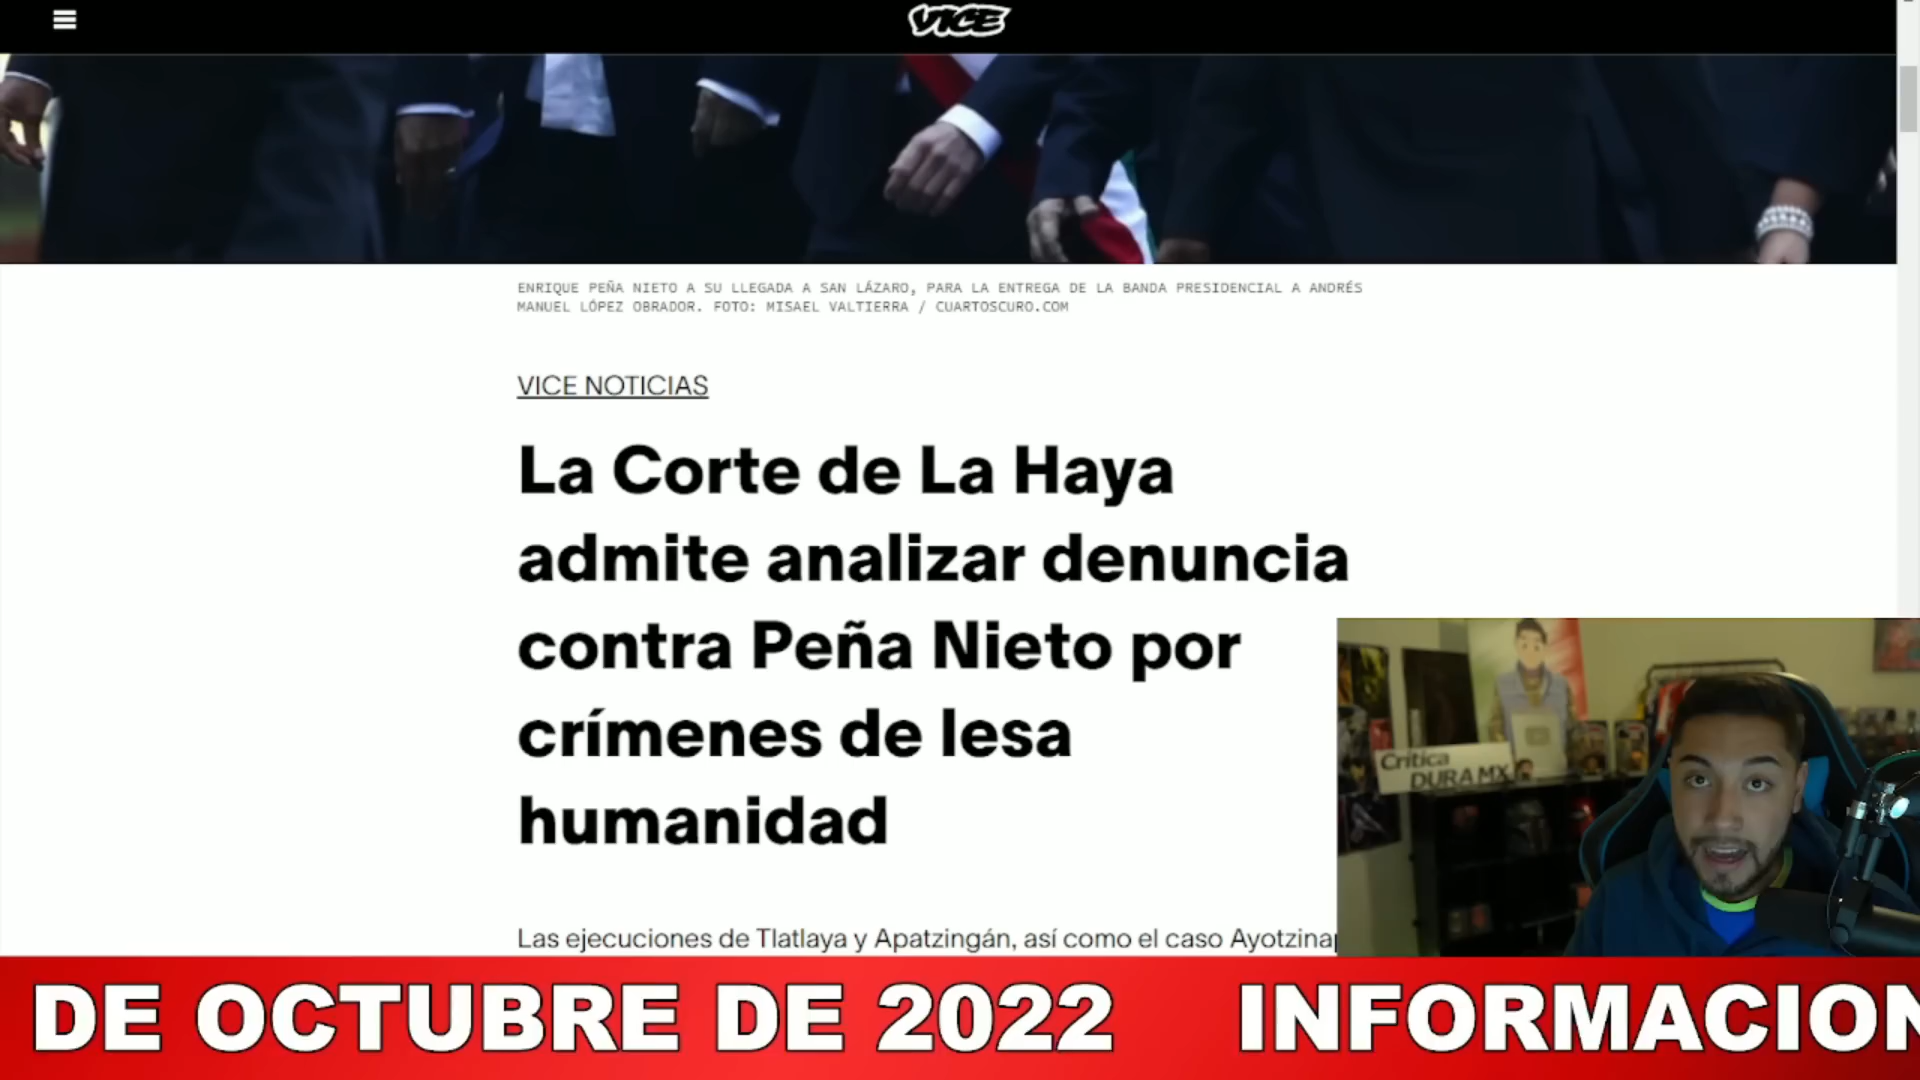 VICE
ENRIQUE PEÑA NIETO A SU LLEGADA A SAN LÁZARO, PARA LA ENTREGA DE LA BANDA PRESIDENCIAL A ANDRÉS
MANUEL LÓPEZ OBRADOR. FOTO: MISAEL VALTIERRA / CUARTOSCURO.COM
VICE NOTICIAS
La Corte de La Haya
admite analizar denuncia
contra Peña Nieto por
crímenes de lesa
humanidad
Crítica
DURA MX
Las ejecuciones de Tlatlaya y Apatzingán, así como el caso Ayotzinap
DE OCTUBRE DE 2022 INFORMACION